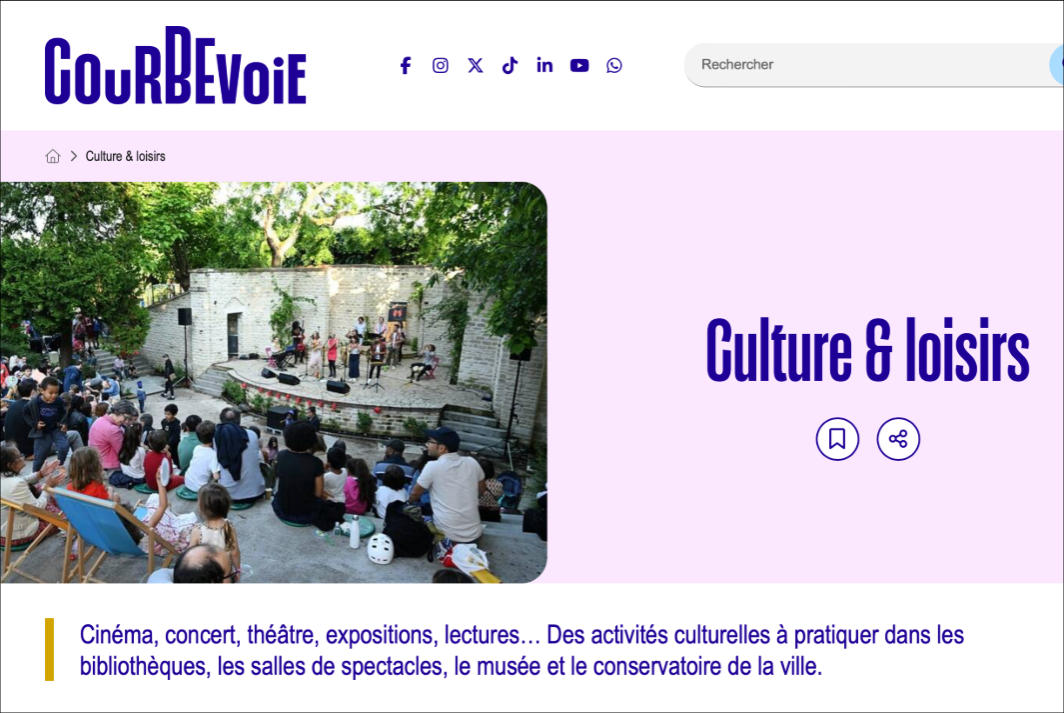 COURBEVOIE
Rechercher
Culture & loisirs
Culture & loisirs
Cinéma, concert, théâtre, expositions, lectures… Des activités culturelles à pratiquer dans les
bibliothèques, les salles de spectacles, le musée et le conservatoire de la ville.